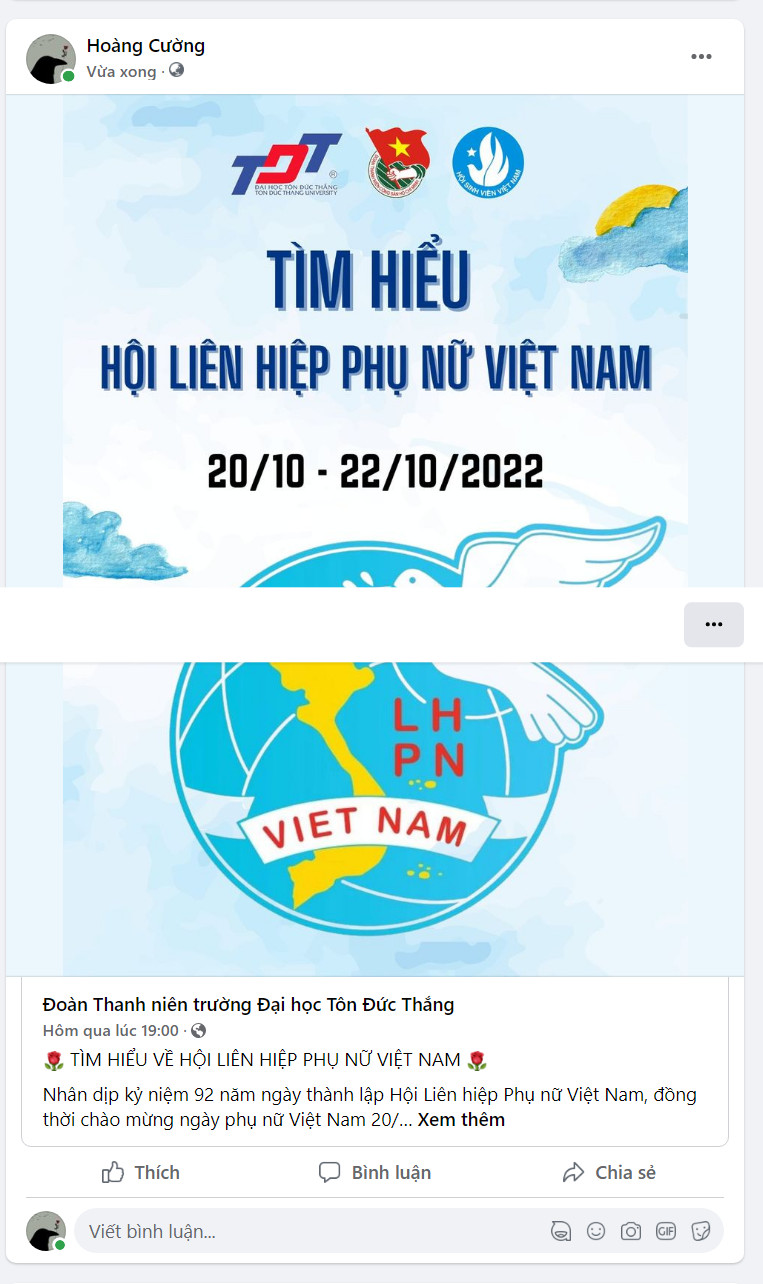 Hoàng Cường
Vừa xong ·
TDT ®
ĐẠI HỌC TÔN ĐỨC THẮNG
TON DUC THANG UNIVERSITY
HỘI SINH VIÊN VIỆT NAM
TÌM HIỂU
HỘI LIÊN HIỆP PHỤ NỮ VIỆT NAM
20/10 - 22/10/2022
LH
PN
VIET NAM
Đoàn Thanh niên trường Đại học Tôn Đức Thắng
Hôm qua lúc 19:00 ·
🌹 TÌM HIỂU VỀ HỘI LIÊN HIỆP PHỤ NỮ VIỆT NAM 🌹
Nhân dịp kỷ niệm 92 năm ngày thành lập Hội Liên hiệp Phụ nữ Việt Nam, đồng
thời chào mừng ngày phụ nữ Việt Nam 20/... Xem thêm
Thích
Bình luận
Chia sẻ
Viết bình luận...
GIF